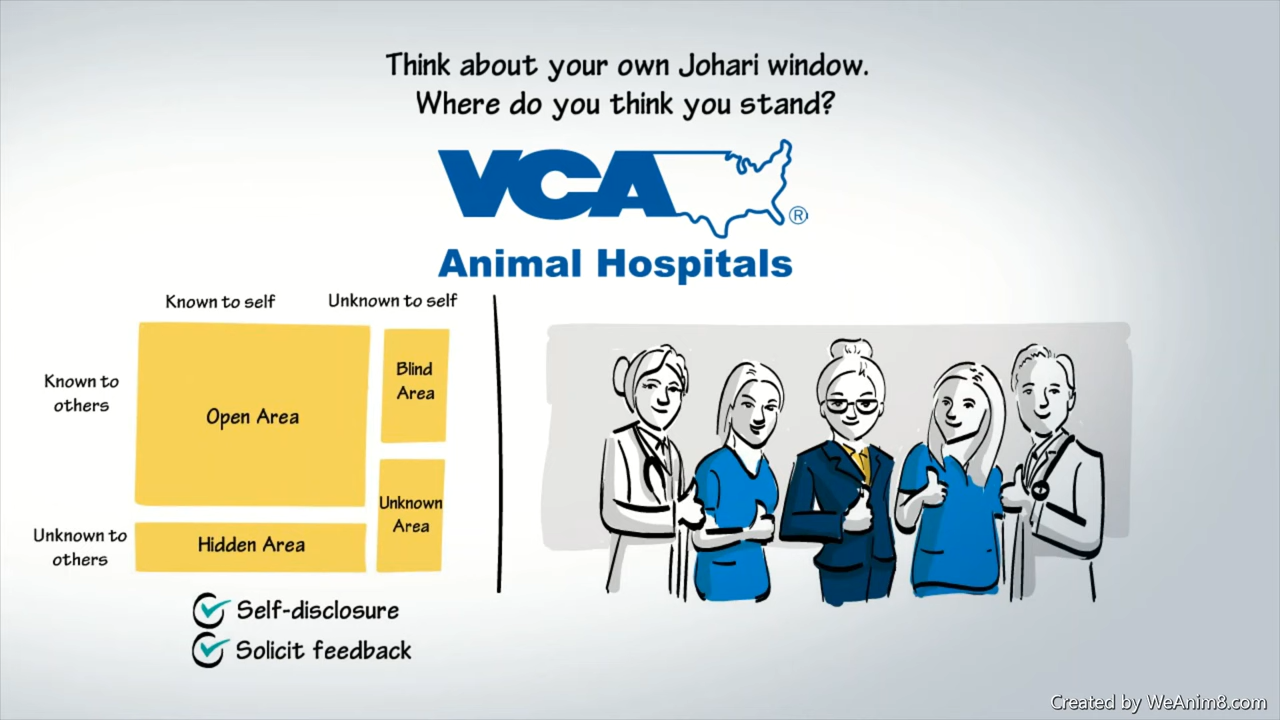 Think about your own Johari window.
Where do you think you stand?
VCA
®
Animal Hospitals
Known to self
Unknown to self
Known to
others
Open Area
Blind
Area
Unknown to
others
Hidden Area
Unknown
Area
Self-disclosure
Solicit feedback
Created by WeAnim8.com